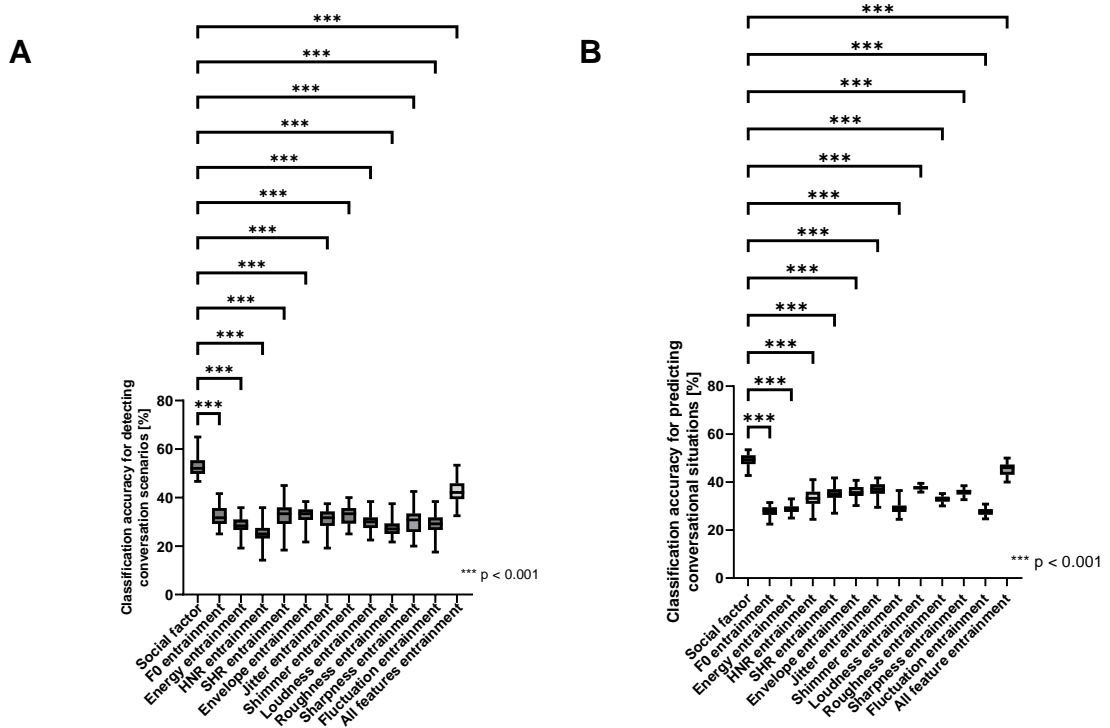 A
***
***
***
***
***
***
***
***
***
***
***
***
Classification accuracy for detecting
conversation scenarios [%]
80
60
40
20
0
*** p < 0.001
Social factor
F0 entrainment
Energy entrainment
HNR entrainment
SHR entrainment
Envelope entrainment
Jitter entrainment
Shimmer entrainment
Loudness entrainment
Roughness entrainment
Sharpness entrainment
Fluctuation entrainment
All features entrainment
B
***
***
***
***
***
***
***
***
***
***
***
***
Classification accuracy for predicting
conversational situations [%]
80
60
40
20
0
*** p < 0.001
Social factor
F0 entrainment
Energy entrainment
HNR entrainment
SHR entrainment
Envelope entrainment
Jitter entrainment
Shimmer entrainment
Loudness entrainment
Roughness entrainment
Sharpness entrainment
Fluctuation entrainment
All feature entrainment